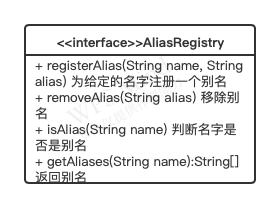 <<interface>>AliasRegistry
+ registerAlias(String name, String
alias) 为给定的名字注册一个别
名
+ removeAlias(String alias) 移除别
名
+ isAlias(String name) 判断名字是
否是别名
+ getAliases(String name):String[]
返回别名